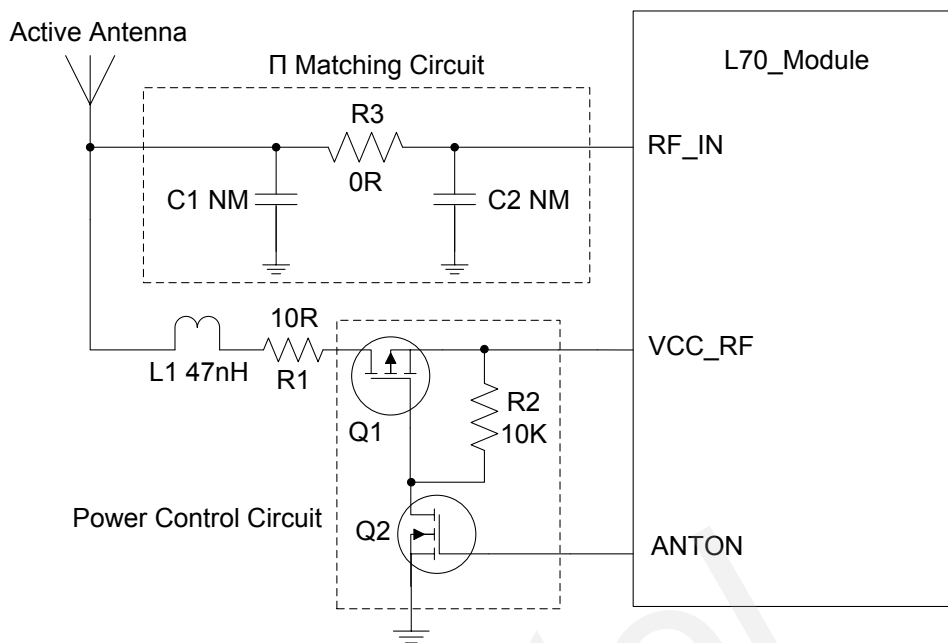 Active Antenna
Π Matching Circuit
L70_Module
R3
RF_IN
0R
C1 NM
C2 NM
10R
VCC_RF
L1 47nH
R1
R2
10K
Q1
Power Control Circuit
Q2
ANTON